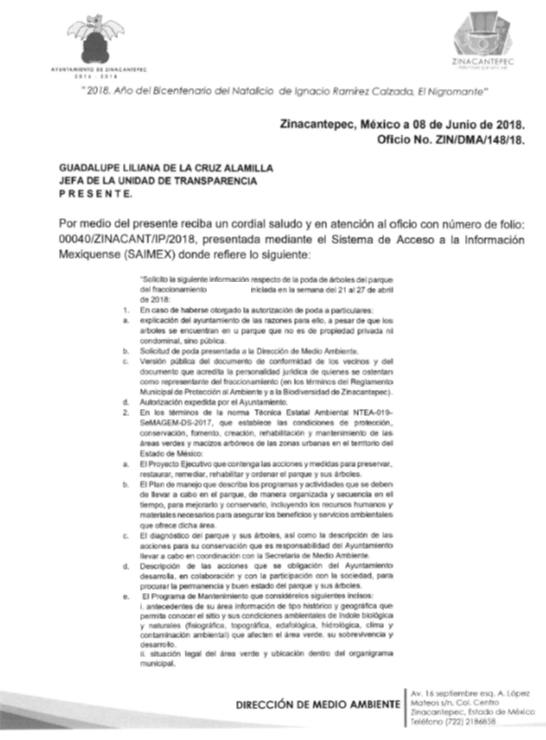 AYUNTAMIENTO DE ZINACANTEPEC
2016 - 2018
ZINACANTEPEC
"2018. Año del Bicentenario del Natalicio de Ignacio Ramírez Calzada, El Nigromante"
Zinacantepec, México a 08 de Junio de 2018.
Oficio No. ZIN/DMA/148/18.
GUADALUPE LILIANA DE LA CRUZ ALAMILLA
JEFA DE LA UNIDAD DE TRANSPARENCIA
P R E S E N T E.
Por medio del presente reciba un cordial saludo y en atención al oficio con número de folio:
00040/ZINACANT/IP/2018, presentada mediante el Sistema de Acceso a la Información
Mexiquense (SAIMEX) donde refiere lo siguiente:
"Solicito la siguiente información respecto de la poda de árboles del parque
del fraccionamiento iniciada en la semana del 21 al 27 de abril
de 2018:
1. En caso de haberse otorgado la autorización de poda a particulares:
a. explicación del ayuntamiento de las razones para ello, a pesar de que los
arboles se encuentran en u parque que no es de propiedad privada ni
condominal, sino pública.
b. Solicitud de poda presentada a la Dirección de Medio Ambiente.
c. Versión pública del documento de conformidad de los vecinos y del
documento que acredita la personalidad jurídica de quienes se ostentan
como representante del fraccionamiento (en los términos del Reglamento
Municipal de Protección al Ambiente y a la Biodiversidad de Zinacantepec).
d. Autorización expedida por el Ayuntamiento.
2. En los términos de la norma Técnica Estatal Ambiental NTEA-019-
SeMAGEM-DS-2017, que establece las condiciones de protección,
conservación, fomento, creación, rehabilitación y mantenimiento de las
áreas verdes y macizos arbóreos de las zonas urbanas en el territorio del
Estado de México:
a. El Proyecto Ejecutivo que contenga las acciones y medidas para preservar,
restaurar, remediar, rehabilitar y ordenar el parque y sus árboles.
b. El Plan de manejo que describa los programas y actividades que se deben
de llevar a cabo en el parque, de manera organizada y secuencia en el
tiempo, para mejorarlo y conservarlo, incluyendo los recursos humanos y
materiales necesarios para asegurar los beneficios y servicios ambientales
que ofrece dicha área.
c. El diagnóstico del parque y sus árboles, así como la descripción de las
acciones para su conservación que es responsabilidad del Ayuntamiento
llevar a cabo en coordinación con la Secretaria de Medio Ambiente.
d. Descripción de las acciones que se obligación del Ayuntamiento
desarrolla, en colaboración y con la participación con la sociedad, para
procurar la permanencia y buen estado del parque y sus árboles.
e. El Programa de Mantenimiento que considérelos siguientes incisos:
i. antecedentes de su área información de tipo histórico y geográfica que
permita conocer el sitio y sus condiciones ambientales de índole biológica
y naturales (fisiográfica, topográfica, edafológica, hidrológica, clima y
contaminación ambiental) que afecten el área verde, su sobrevivencia y
desarrollo.
ii. situación legal del área verde y ubicación dentro del organigrama
municipal.
DIRECCIÓN DE MEDIO AMBIENTE
Av. 16 septiembre esq. A. López
Mateos s/n, Col. Centro
Zinacantepec, Estado de México
Teléfono (722) 2186838